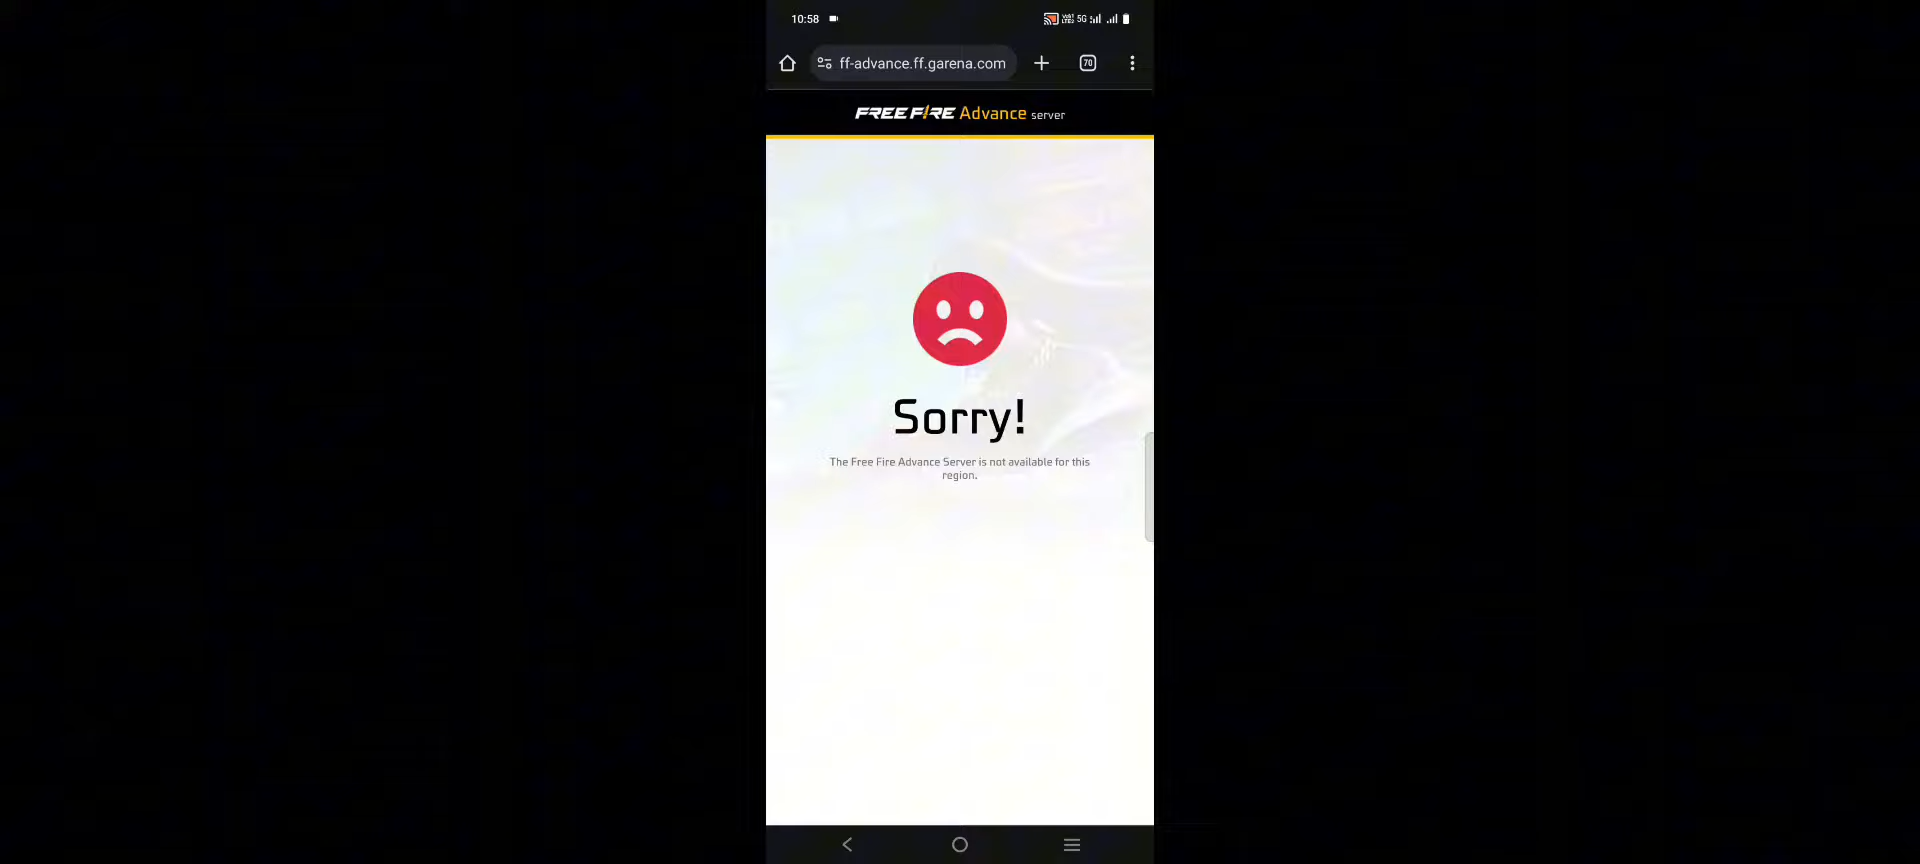 10:58
5G
ff-advance.ff.garena.com
70
FREE FIRE Advance server
Sorry!
The Free Fire Advance Server is not available for this
region.